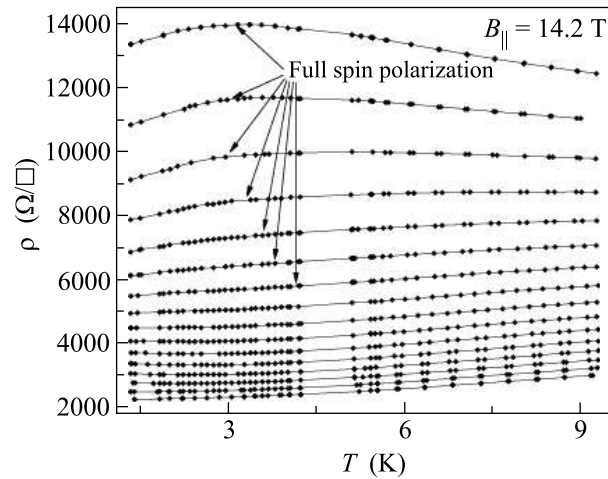 14000
B∥ = 14.2 T
Full spin polarization
12000
10000
ρ (Ω/□)
8000
6000
4000
2000
3
6
9
T (K)